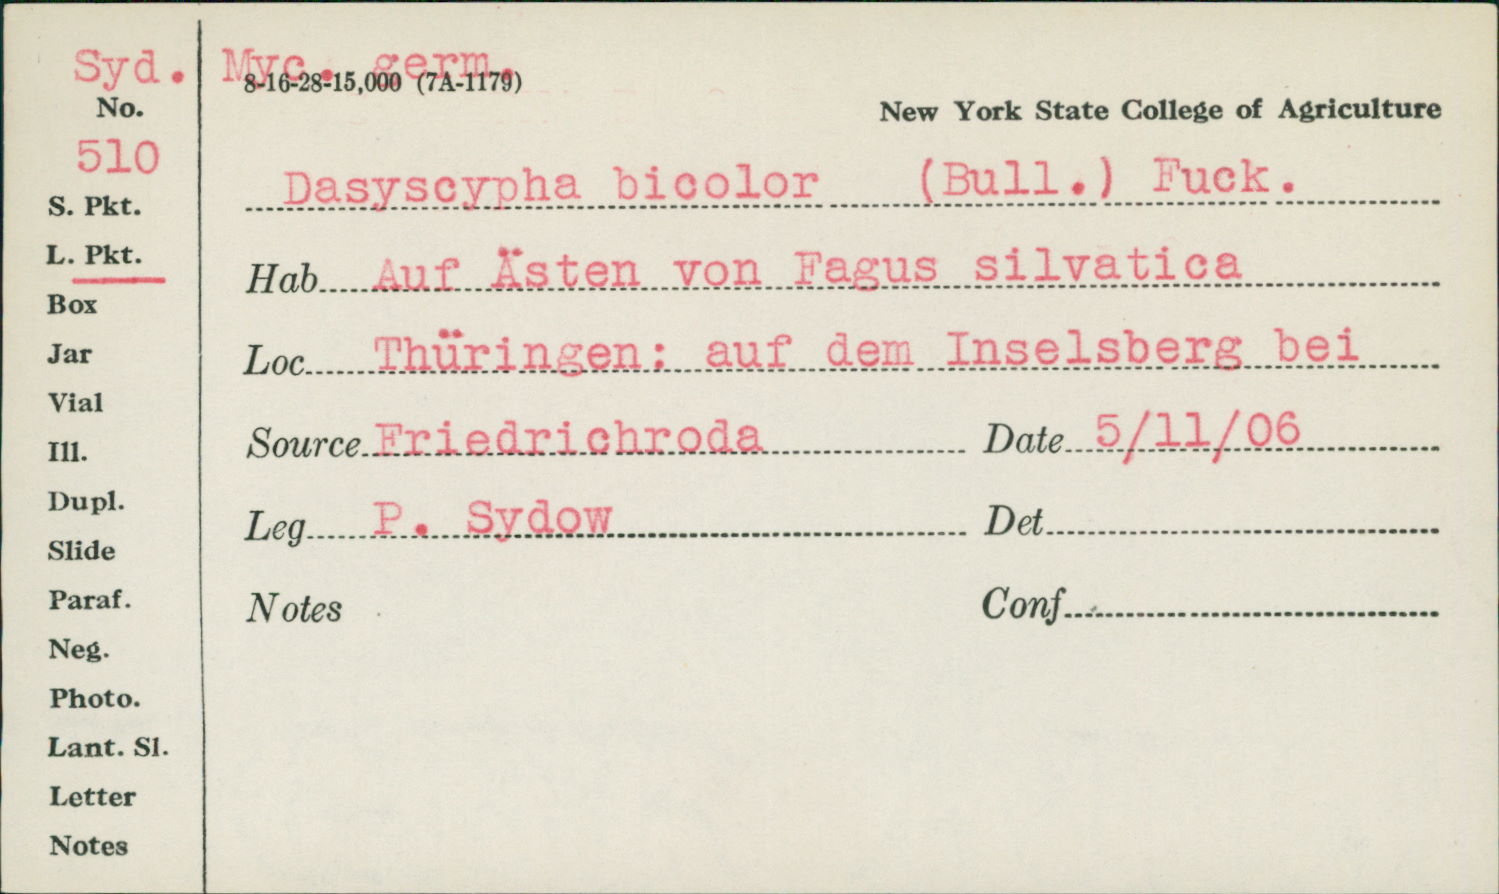 Syd. Myc. germ.
8-16-28-15,000 (7A-1179)
No.
New York State College of Agriculture
510
Dasyscypha bicolor (Bull.) Fuck.
S. Pkt.
L. Pkt.
Hab Auf Ästen von Fagus silvatica
Box
Jar
Loc Thüringen: auf dem Inselsberg bei
Vial
Source Friedrichroda Date 5/11/06
Ill.
Dupl.
Leg P. Sydow Det
Slide
Paraf.
Notes Conf
Neg.
Photo.
Lant. Sl.
Letter
Notes